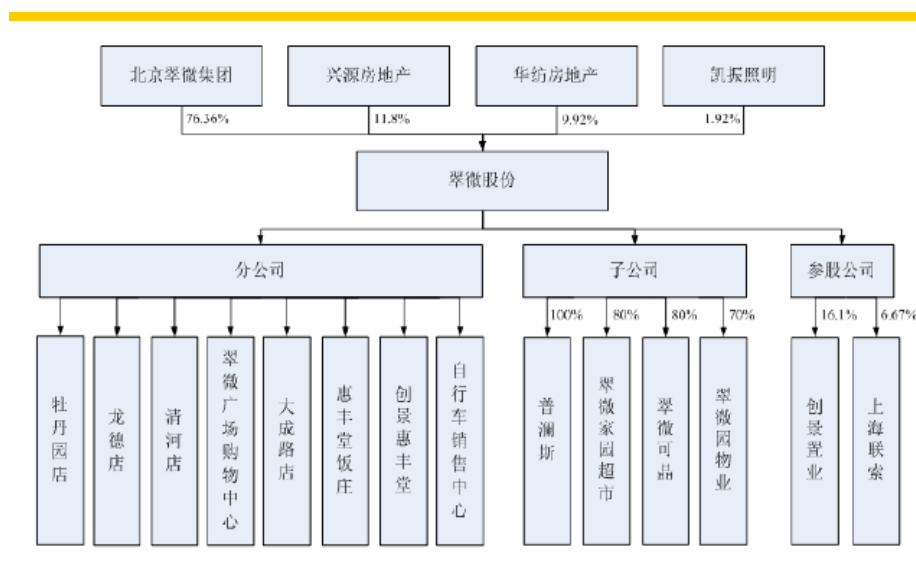 北京翠微集团
兴源房地产
华纺房地产
凯振照明
76.36%
11.8%
9.92%
1.92%
翠微股份
分公司
子公司
参股公司
100%
80%
80%
70%
16.1%
6.67%
牡丹园店
龙德店
清河店
翠微广场购物中心
大成路店
惠丰堂饭庄
创景惠丰堂
自行车销售中心
普澜斯
翠微家园超市
翠微可晶
翠微园物业
创景置业
上海联索